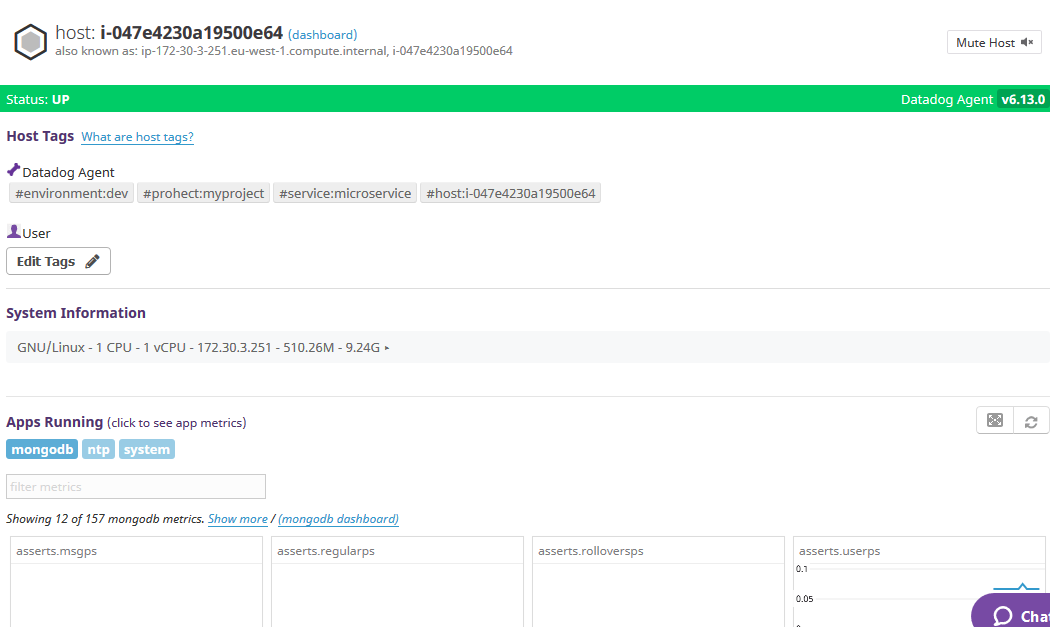 host: i-047e4230a19500e64 (dashboard)
also known as: ip-172-30-3-251.eu-west-1.compute.internal, i-047e4230a19500e64
Mute Host
Status: UP
Datadog Agent v6.13.0
Host Tags What are host tags?
Datadog Agent
#environment:dev #prohect:myproject #service:microservice #host:i-047e4230a19500e64
User
Edit Tags
System Information
GNU/Linux - 1 CPU - 1 vCPU - 172.30.3.251 - 510.26M - 9.24G ▸
Apps Running (click to see app metrics)
mongodb ntp system
filter metrics
Showing 12 of 157 mongodb metrics. Show more / (mongodb dashboard)
asserts.msgps asserts.regularps asserts.rolloversps asserts.userps
0.1
0.05